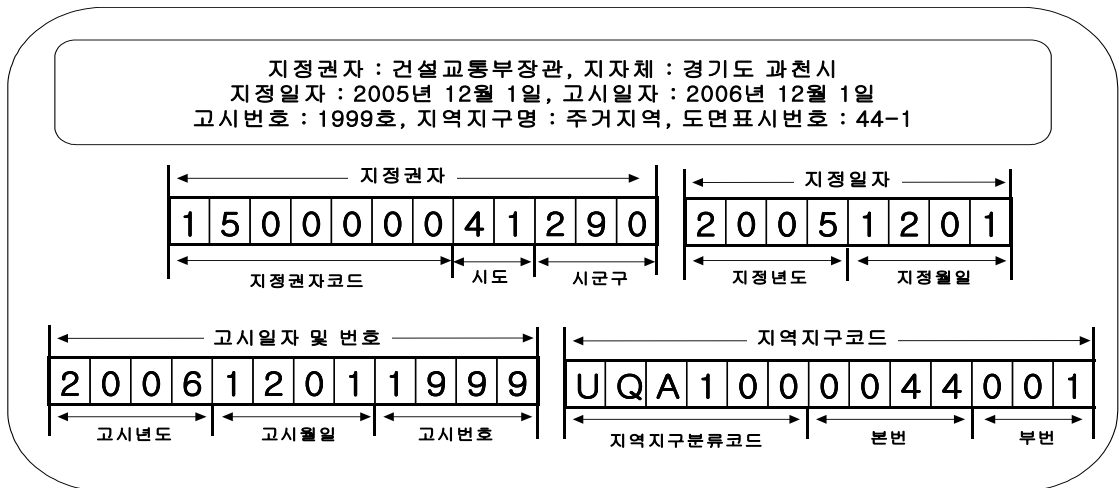 지정권자 : 건설교통부장관, 지자체 : 경기도 과천시
지정일자 : 2005년 12월 1일, 고시일자 : 2006년 12월 1일
고시번호 : 1999호, 지역지구명 : 주거지역, 도면표시번호 : 44-1
지정권자
1 5 0 0 0 0 0 4 1 2 9 0
지정권자코드 시도 시군구
지정일자
2 0 0 5 1 2 0 1
지정년도 지정월일
고시일자 및 번호
2 0 0 6 1 2 0 1 1 9 9 9
고시년도 고시월일 고시번호
지역지구코드
U Q A 1 0 0 0 0 4 4 0 0 1
지역지구분류코드 본번 부번